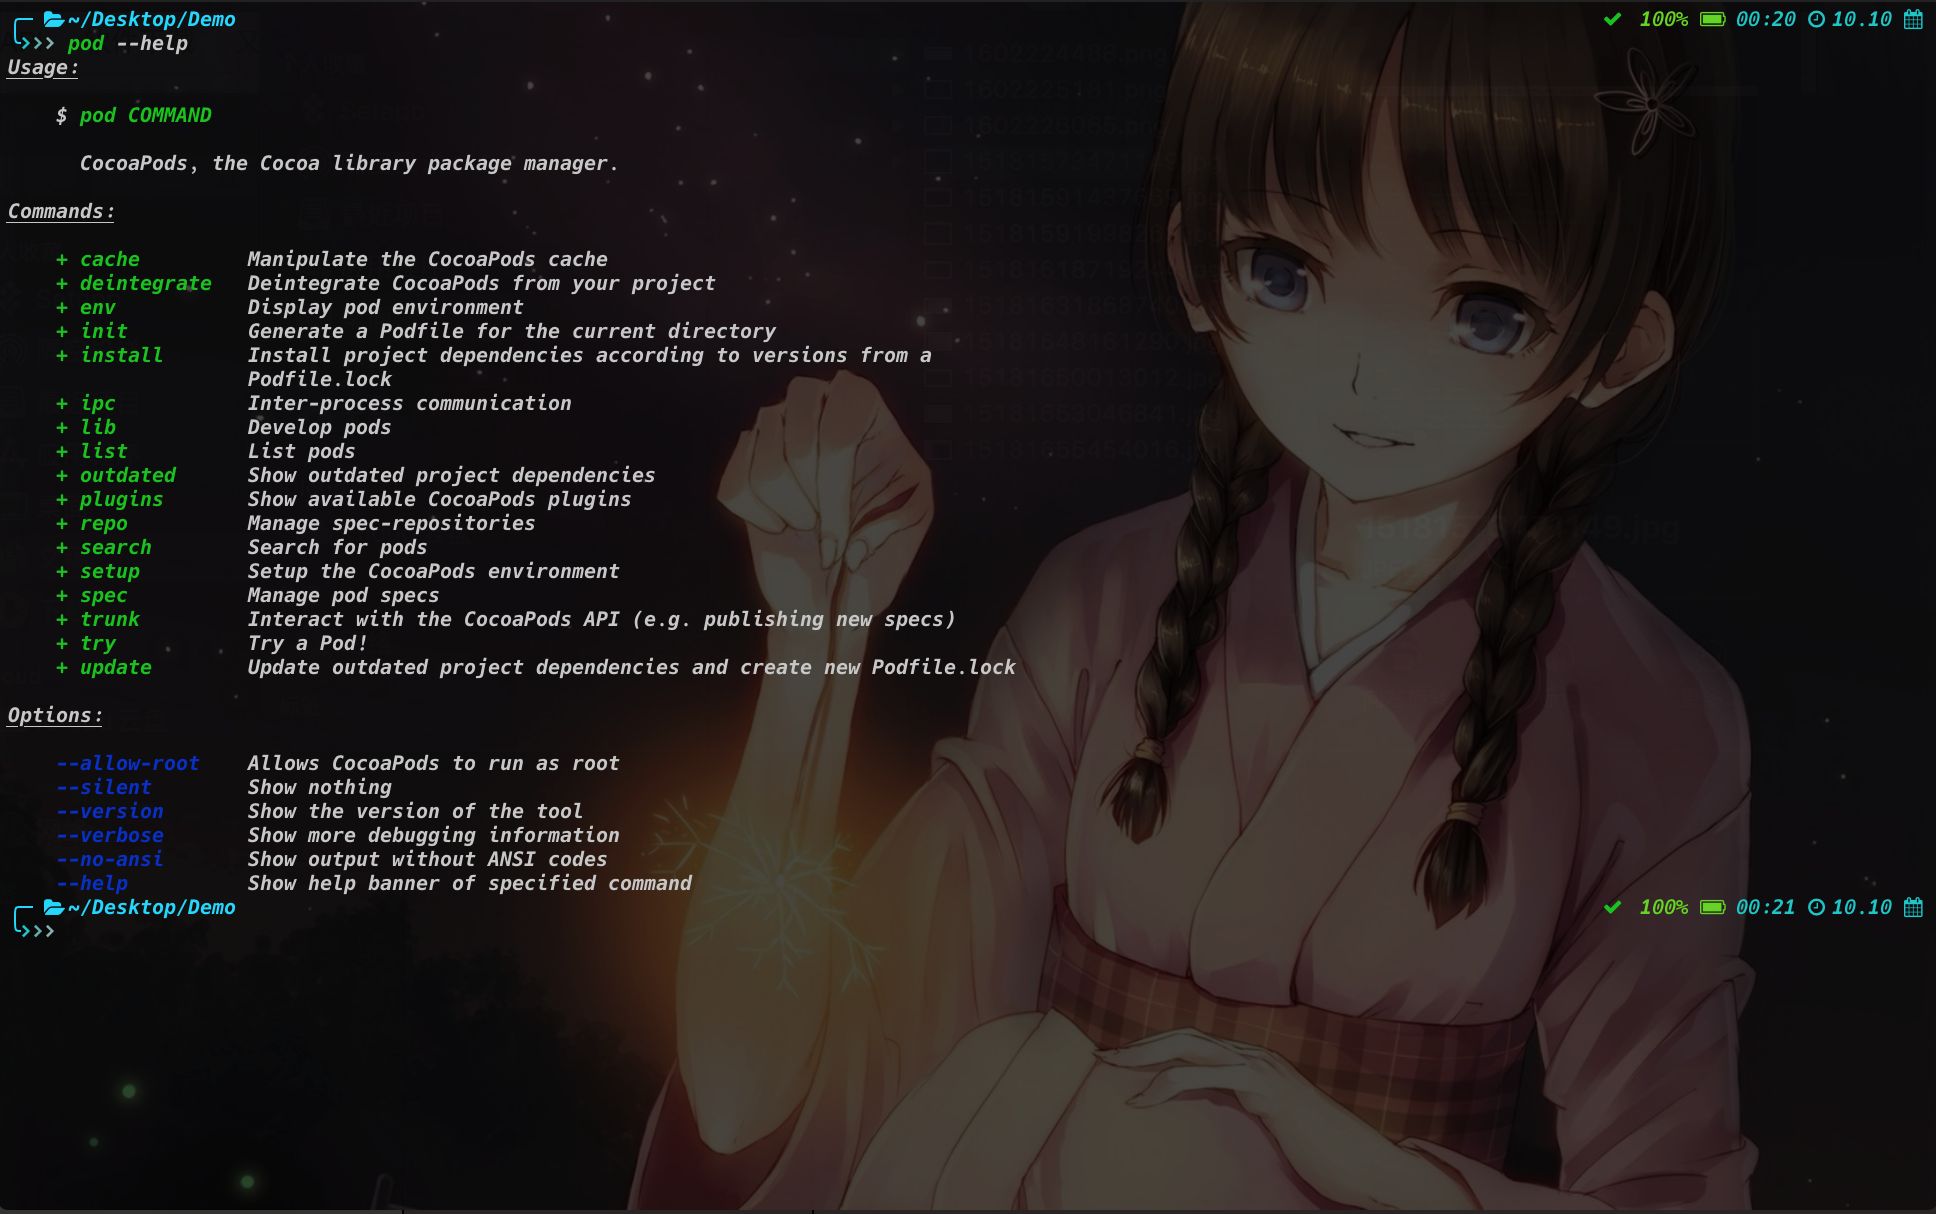 ~/Desktop/Demo 100% 00:20 10.10
>>> pod --help
Usage:
$ pod COMMAND
CocoaPods, the Cocoa library package manager.
Commands:
+ cache Manipulate the CocoaPods cache
+ deintegrate Deintegrate CocoaPods from your project
+ env Display pod environment
+ init Generate a Podfile for the current directory
+ install Install project dependencies according to versions from a
Podfile.lock
+ ipc Inter-process communication
+ lib Develop pods
+ list List pods
+ outdated Show outdated project dependencies
+ plugins Show available CocoaPods plugins
+ repo Manage spec-repositories
+ search Search for pods
+ setup Setup the CocoaPods environment
+ spec Manage pod specs
+ trunk Interact with the CocoaPods API (e.g. publishing new specs)
+ try Try a Pod!
+ update Update outdated project dependencies and create new Podfile.lock
Options:
--allow-root Allows CocoaPods to run as root
--silent Show nothing
--version Show the version of the tool
--verbose Show more debugging information
--no-ansi Show output without ANSI codes
--help Show help banner of specified command
~/Desktop/Demo 100% 00:21 10.10
>>>